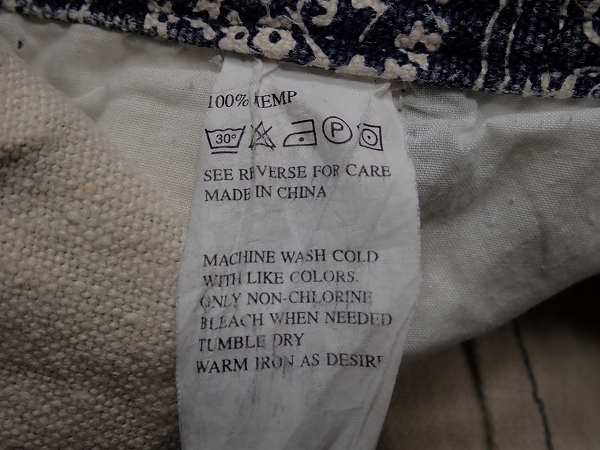 100% HEMP
30°
P
SEE REVERSE FOR CARE
MADE IN CHINA
MACHINE WASH COLD
WITH LIKE COLORS.
ONLY NON-CHLORINE
BLEACH WHEN NEEDED
TUMBLE DRY
WARM IRON AS DESIRE